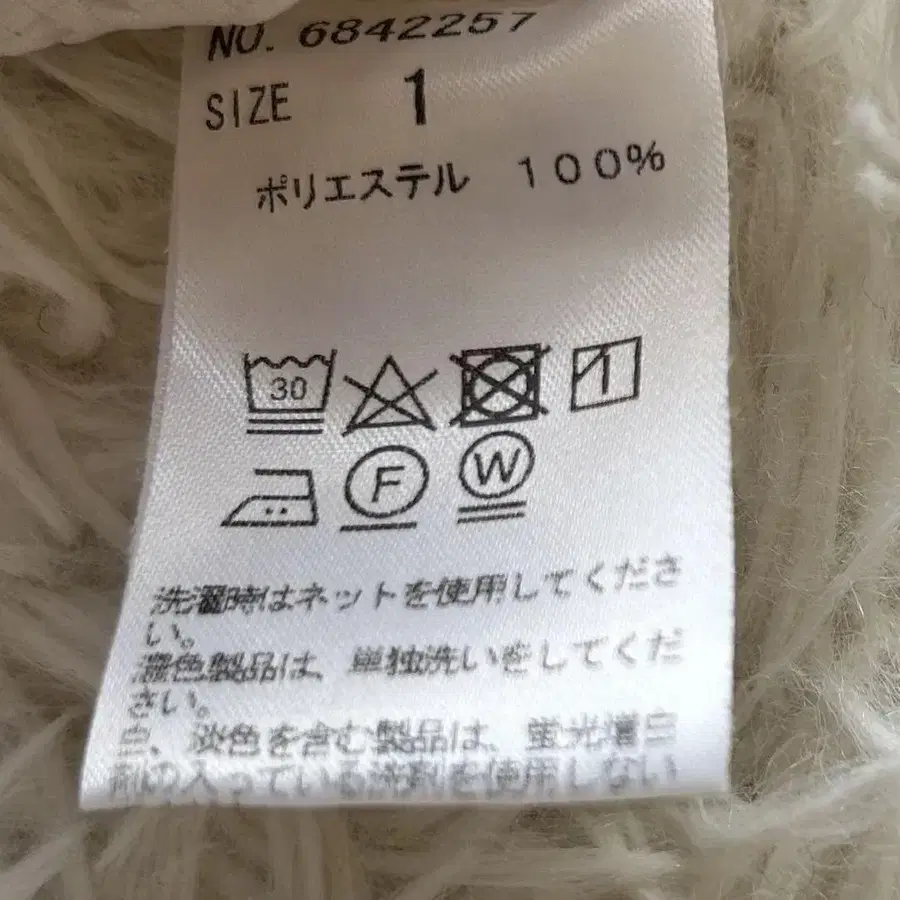 NO. 6842257
SIZE 1
ポリエステル 100%
30
F W
洗濯時はネットを使用してくださ
い。
濃色製品は、単独洗いをしてくだ
さい。
白、淡色を含む製品は、蛍光増白
剤の入っている洗剤を使用しない